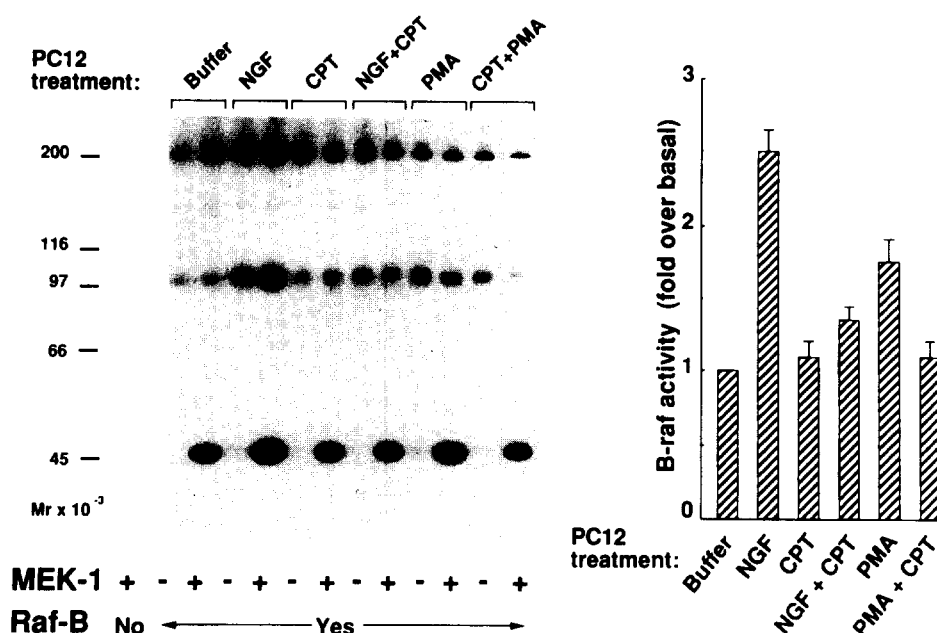 PC12
treatment:
Buffer
NGF
CPT
NGF+CPT
PMA
CPT+PMA
200
116
97
66
45
Mr x 10⁻³
MEK-1 + - + - + - + - + - + - +
Raf-B No Yes
B-raf activity (fold over basal)
3
2
1
0
PC12
treatment:
Buffer
NGF
CPT
NGF + CPT
PMA
PMA + CPT